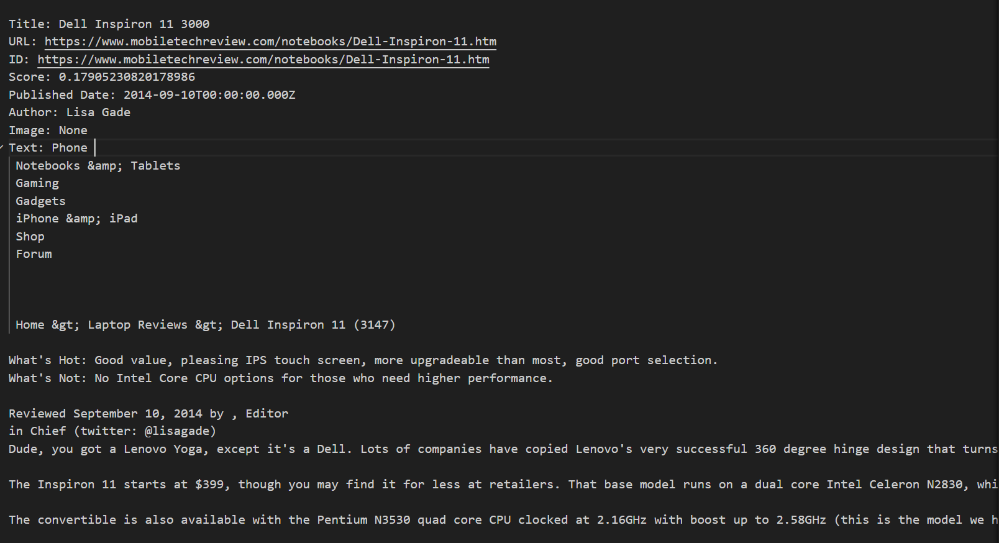 Title: Dell Inspiron 11 3000
URL: https://www.mobiletechreview.com/notebooks/Dell-Inspiron-11.htm
ID: https://www.mobiletechreview.com/notebooks/Dell-Inspiron-11.htm
Score: 0.17905230820178986
Published Date: 2014-09-10T00:00:00.000Z
Author: Lisa Gade
Image: None
Text: Phone
Notebooks &amp; Tablets
Gaming
Gadgets
iPhone &amp; iPad
Shop
Forum
Home &gt; Laptop Reviews &gt; Dell Inspiron 11 (3147)
What's Hot: Good value, pleasing IPS touch screen, more upgradeable than most, good port selection.
What's Not: No Intel Core CPU options for those who need higher performance.
Reviewed September 10, 2014 by , Editor
in Chief (twitter: @lisagade)
Dude, you got a Lenovo Yoga, except it's a Dell. Lots of companies have copied Lenovo's very successful 360 degree hinge design that turns
The Inspiron 11 starts at $399, though you may find it for less at retailers. That base model runs on a dual core Intel Celeron N2830, whi
The convertible is also available with the Pentium N3530 quad core CPU clocked at 2.16GHz with boost up to 2.58GHz (this is the model we h